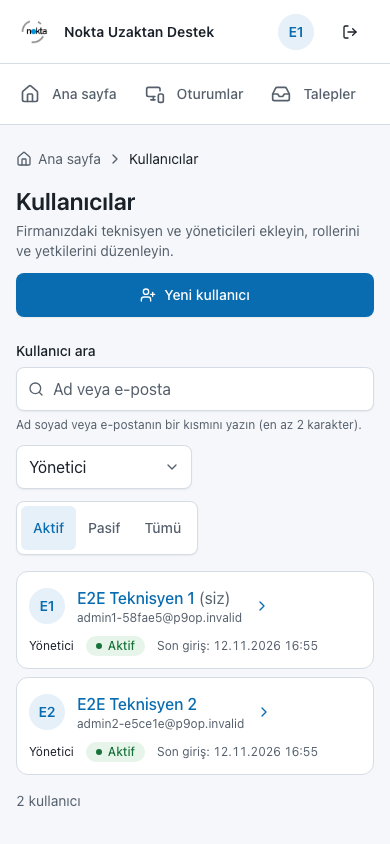 nokta
Nokta Uzaktan Destek
E1
Ana sayfa
Oturumlar
Talepler
Ana sayfa
Kullanıcılar
Kullanıcılar
Firmanızdaki teknisyen ve yöneticileri ekleyin, rollerini
ve yetkilerini düzenleyin.
Yeni kullanıcı
Kullanıcı ara
Ad veya e-posta
Ad soyad veya e-postanın bir kısmını yazın (en az 2 karakter).
Yönetici
Aktif
Pasif
Tümü
E1
E2E Teknisyen 1 (siz)
admin1-58fae5@p9op.invalid
Yönetici
Aktif
Son giriş: 12.11.2026 16:55
E2
E2E Teknisyen 2
admin2-e5ce1e@p9op.invalid
Yönetici
Aktif
Son giriş: 12.11.2026 16:55
2 kullanıcı